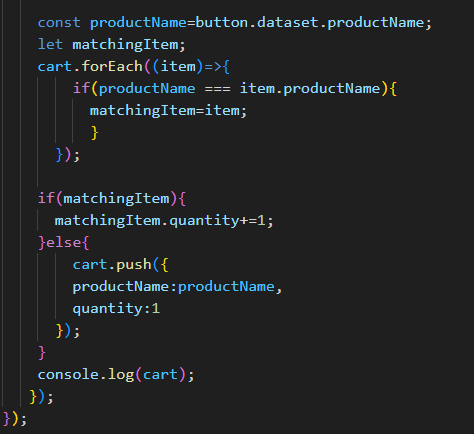 const productName=button.dataset.productName;
let matchingItem;
cart.forEach((item)=>{
if(productName === item.productName){
matchingItem=item;
}
});
if(matchingItem){
matchingItem.quantity+=1;
}else{
cart.push({
productName:productName,
quantity:1
});
}
console.log(cart);
});
});